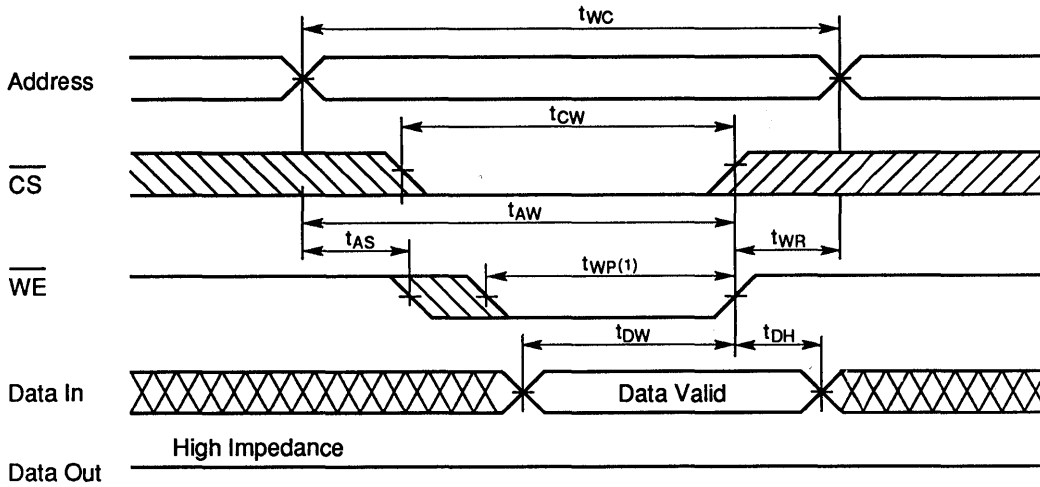 tWC
Address
tCW
CS
tAW
tAS
tWR
WE
tWP(1)
tDW
tDH
Data In
Data Valid
High Impedance
Data Out